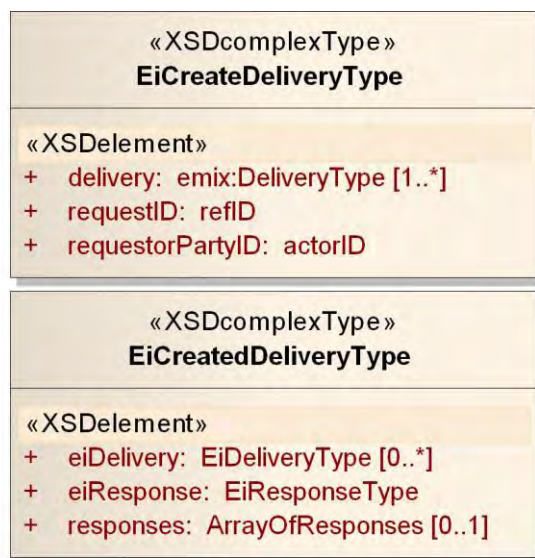 «XSDcomplexType»
EiCreateDeliveryType
«XSDelement»
+ delivery: emix:DeliveryType [1..*]
+ requestID: refID
+ requestorPartyID: actorID
«XSDcomplexType»
EiCreatedDeliveryType
«XSDelement»
+ eiDelivery: EiDeliveryType [0..*]
+ eiResponse: EiResponseType
+ responses: ArrayOfResponses [0..1]